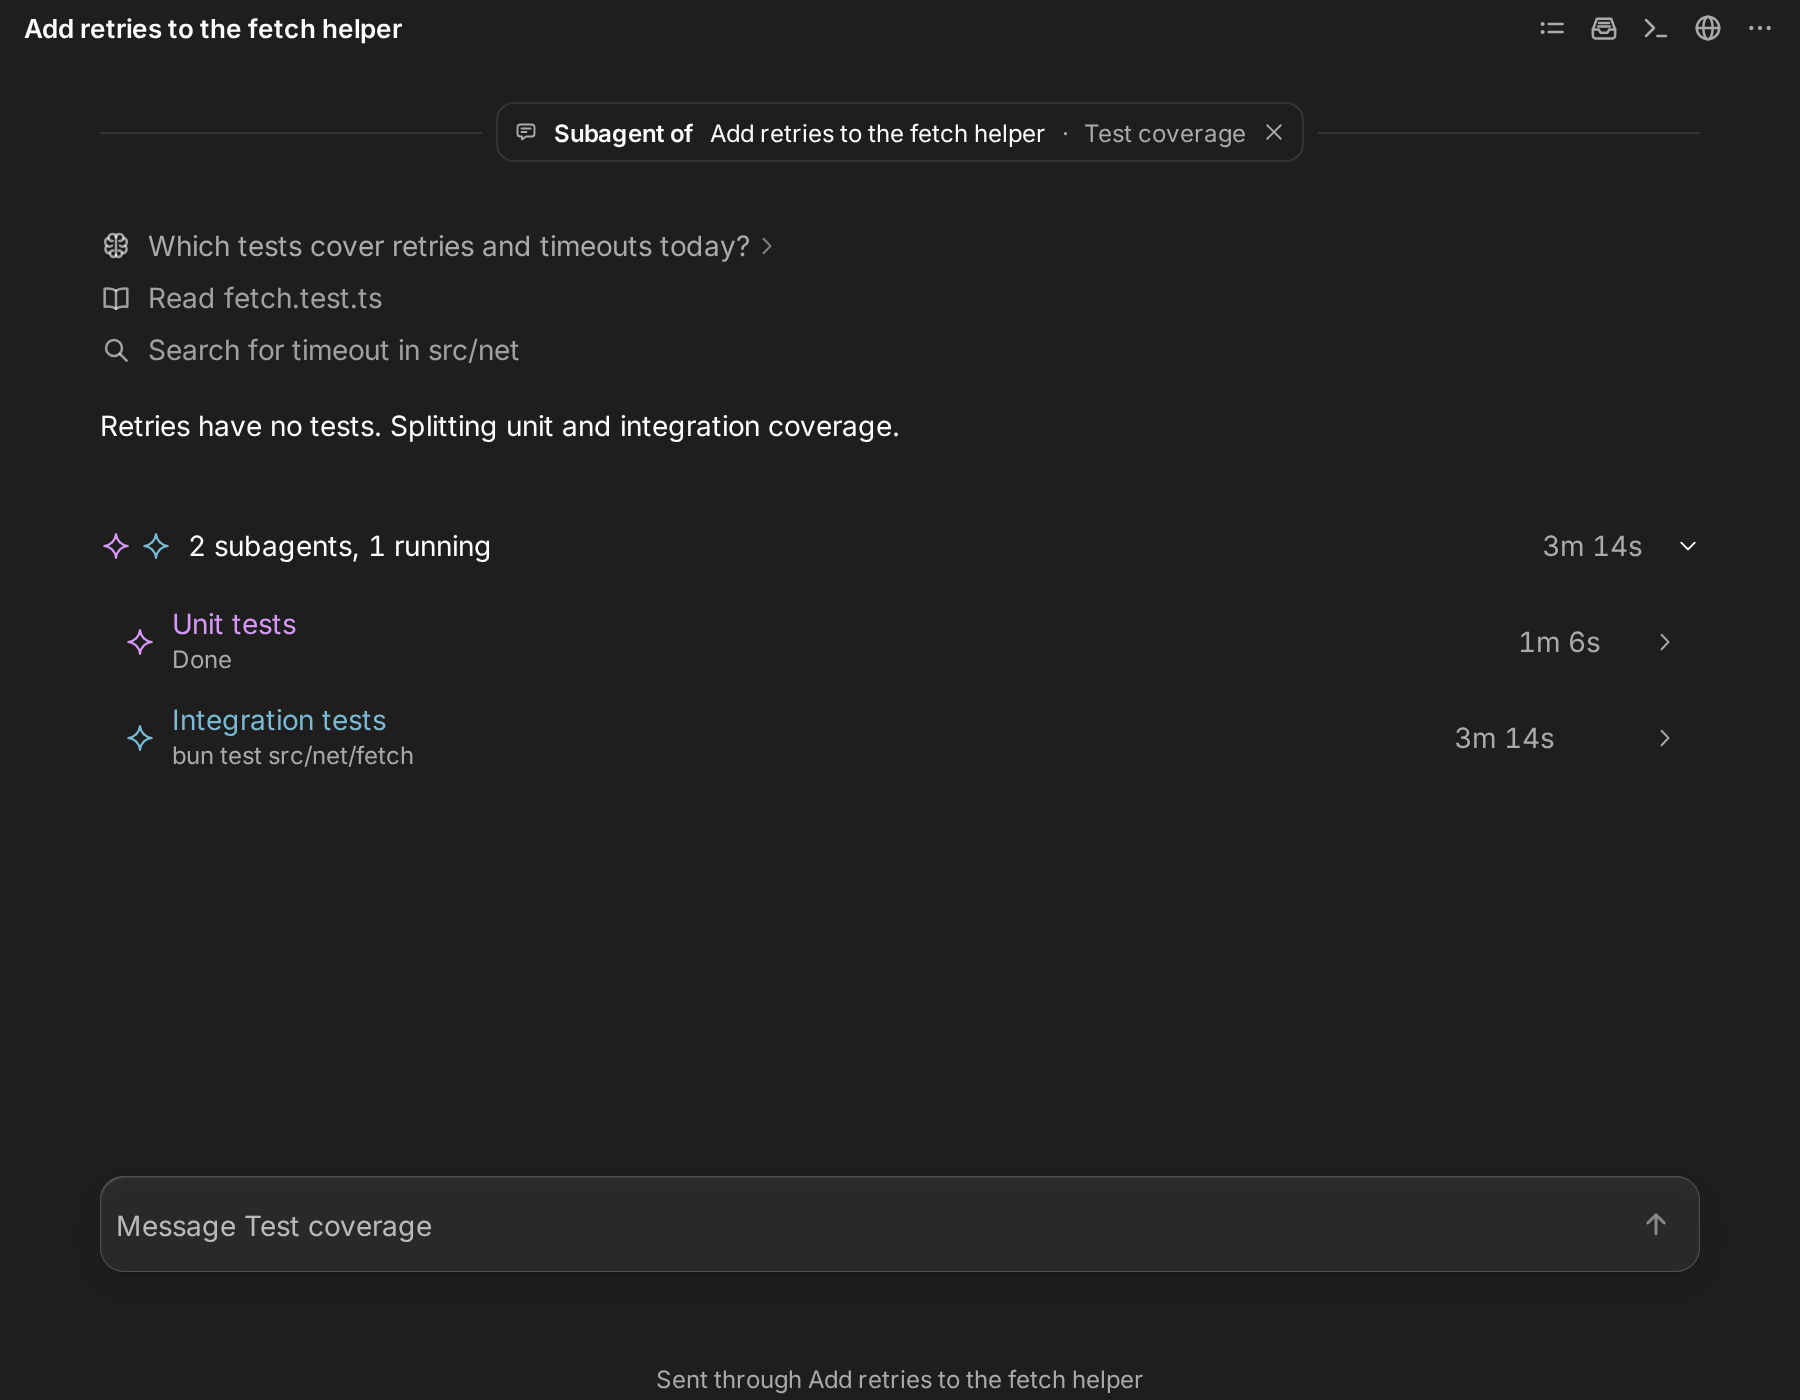 Add retries to the fetch helper
Subagent of Add retries to the fetch helper · Test coverage
Which tests cover retries and timeouts today?
Read fetch.test.ts
Search for timeout in src/net
Retries have no tests. Splitting unit and integration coverage.
2 subagents, 1 running 3m 14s
Unit tests
Done
1m 6s
Integration tests
bun test src/net/fetch
3m 14s
Message Test coverage
Sent through Add retries to the fetch helper